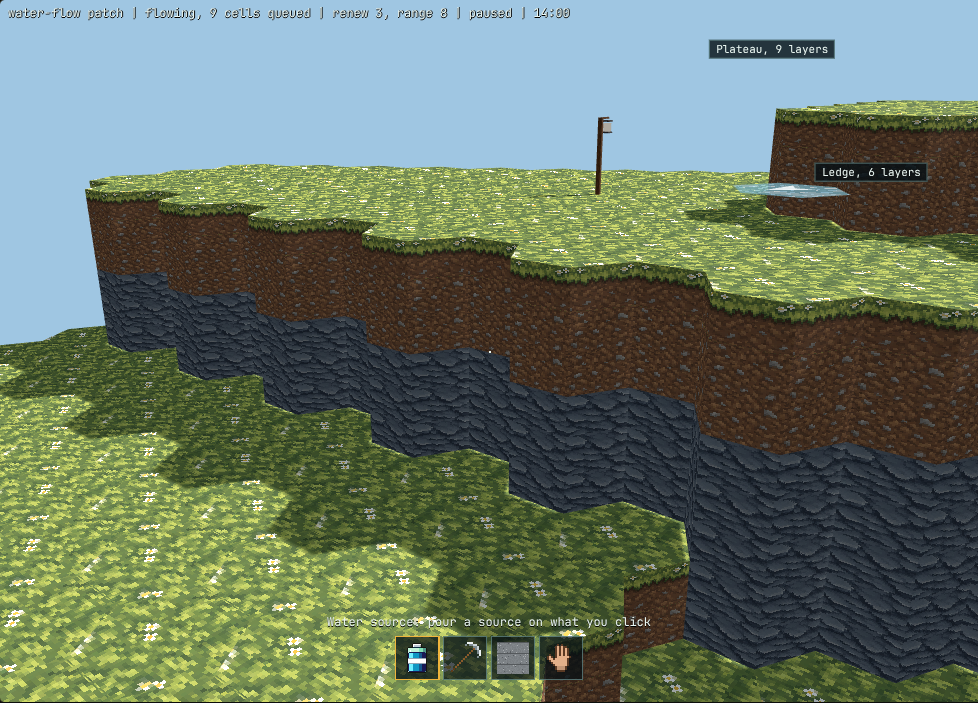 water-flow patch | flowing, 9 cells queued | renew 3, range 8 | paused | 14:00
Plateau, 9 layers
Ledge, 6 layers
Water source: pour a source on what you click